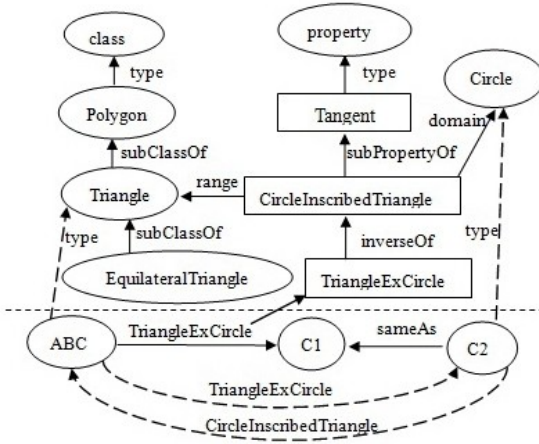 class
property
type
type
Circle
Polygon
Tangent
domain
subClassOf
subPropertyOf
range
Triangle
CircleInscribedTriangle
type
subClassOf
inverseOf
type
EquilateralTriangle
TriangleExCircle
ABC
TriangleExCircle
C1
sameAs
C2
TriangleExCircle
CircleInscribedTriangle